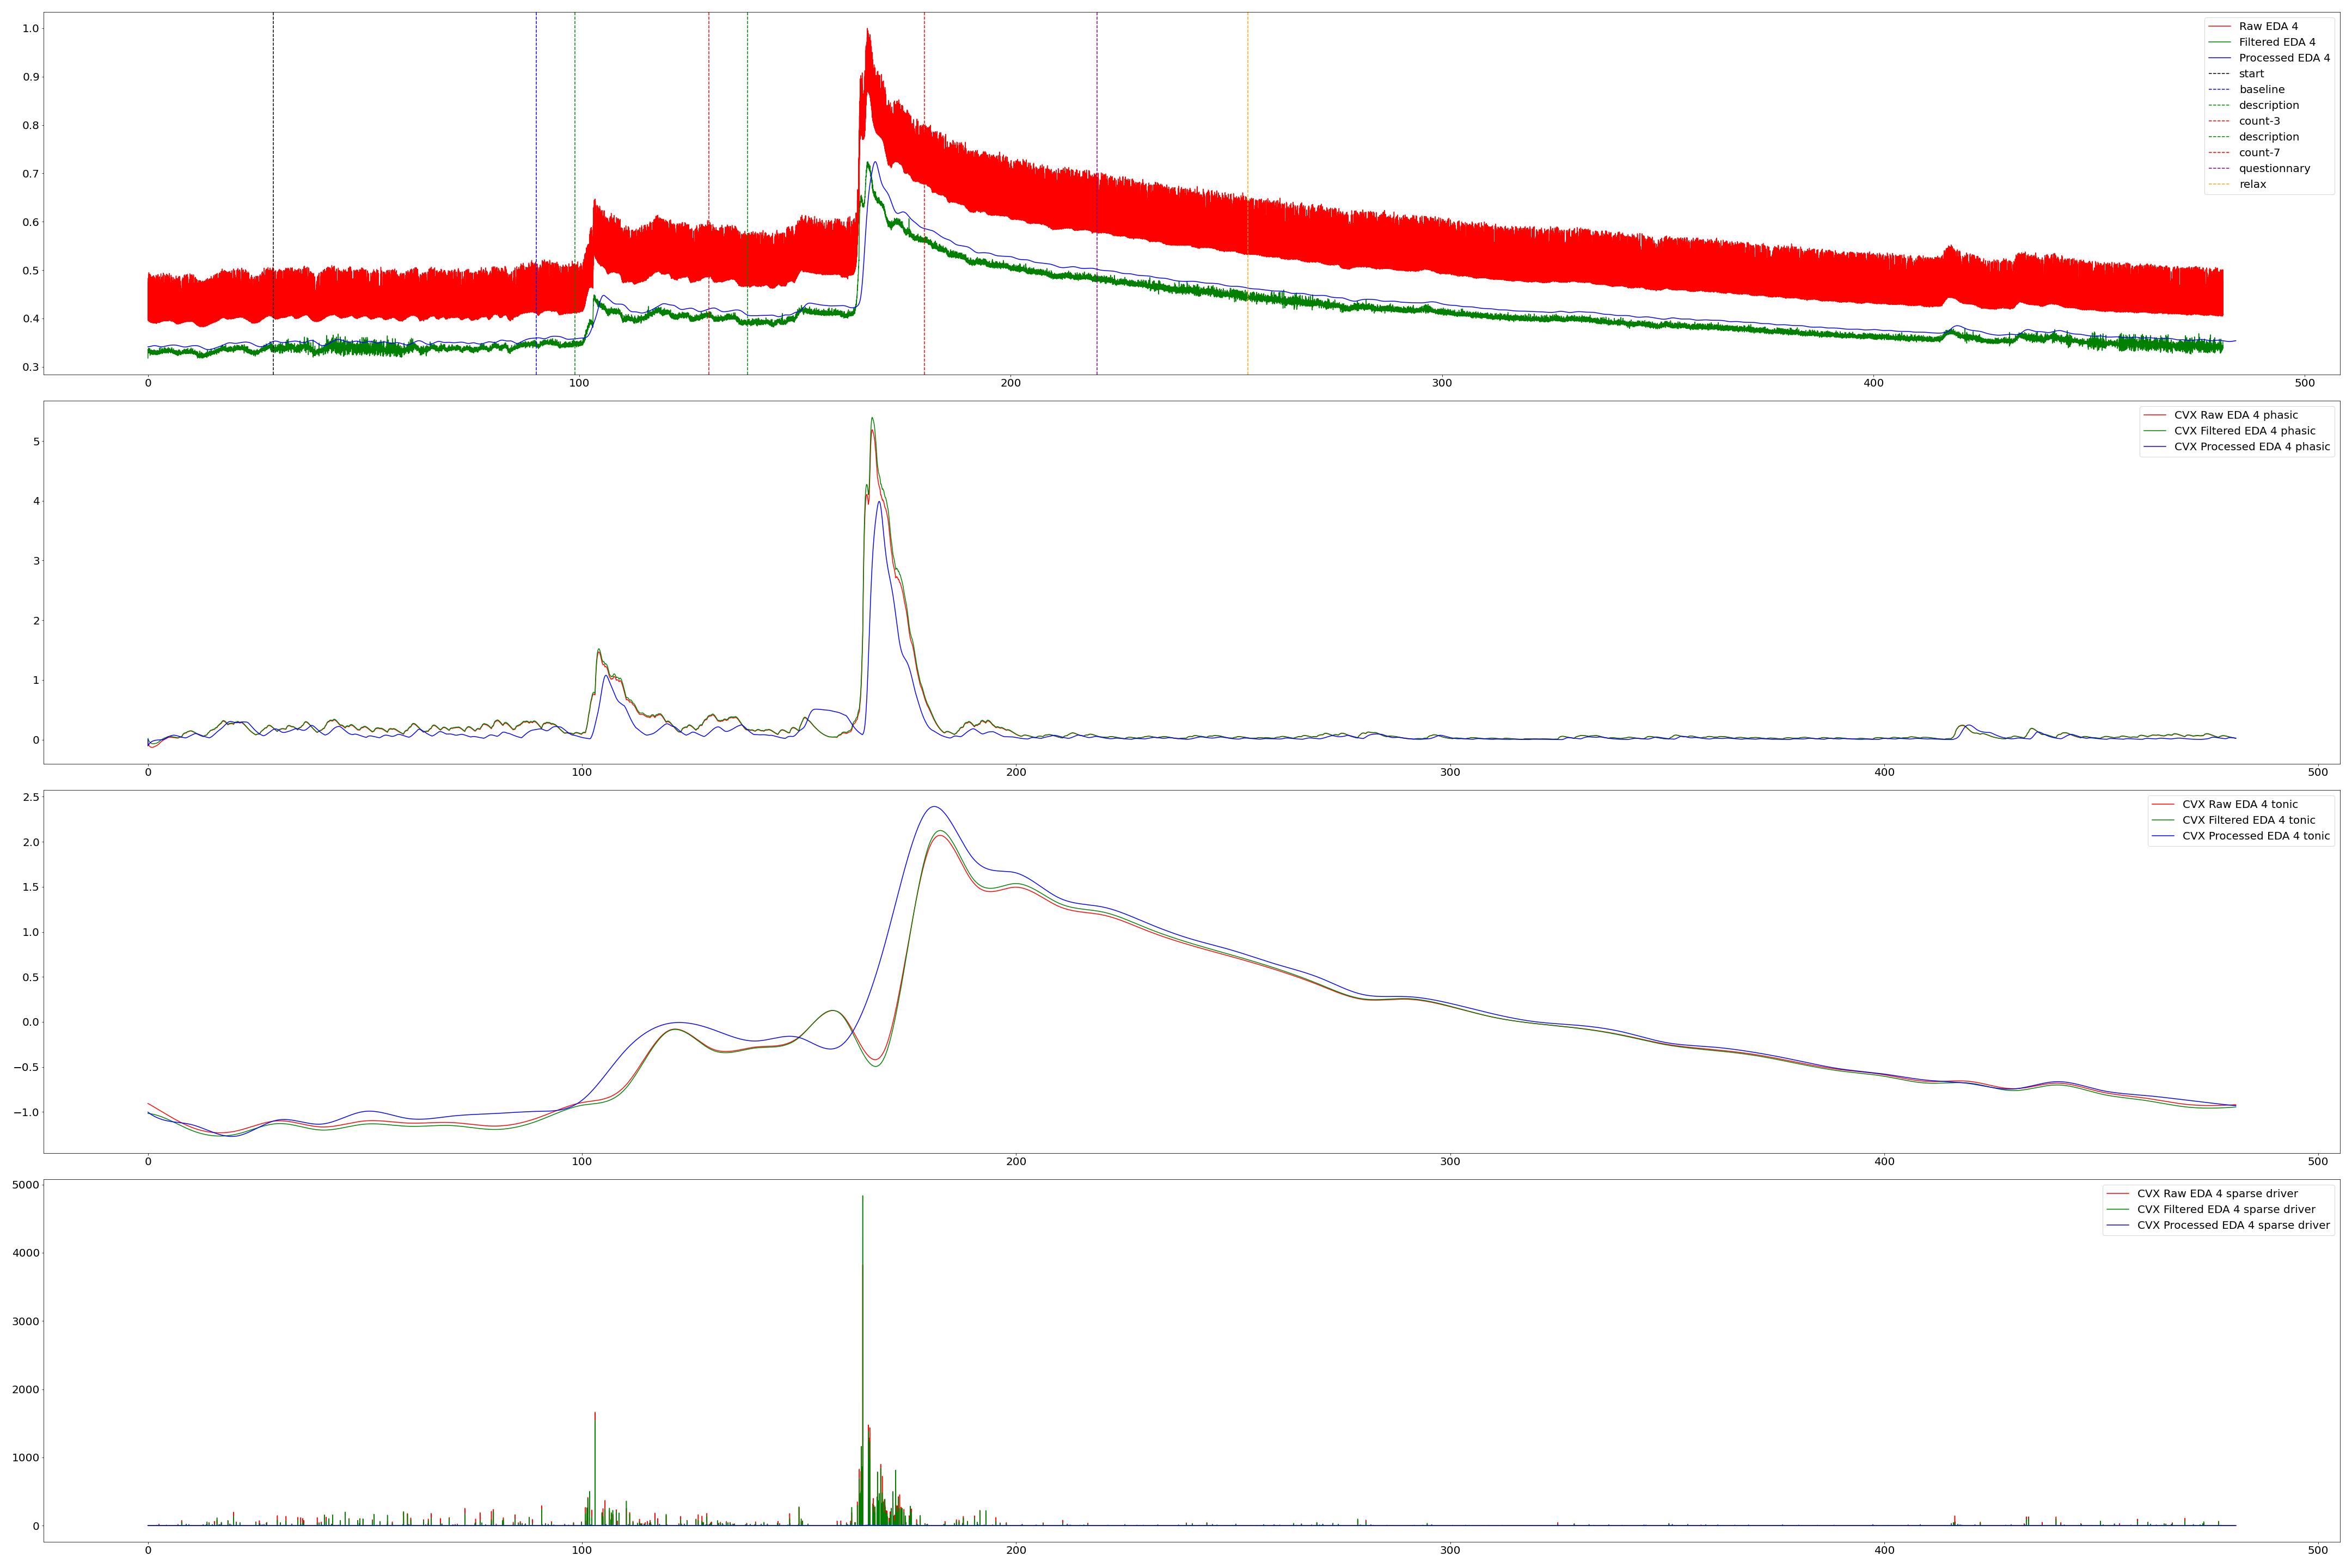 1.0
0.9
0.8
0.7
0.6
0.5
0.4
0.3
Raw EDA 4
Filtered EDA 4
Processed EDA 4
start
baseline
description
count-3
description
count-7
questionnary
relax
0 100 200 300 400 500
5
4
3
2
1
0
CVX Raw EDA 4 phasic
CVX Filtered EDA 4 phasic
CVX Processed EDA 4 phasic
0 100 200 300 400 500
2.5
2.0
1.5
1.0
0.5
0.0
−0.5
−1.0
CVX Raw EDA 4 tonic
CVX Filtered EDA 4 tonic
CVX Processed EDA 4 tonic
0 100 200 300 400 500
5000
4000
3000
2000
1000
0
CVX Raw EDA 4 sparse driver
CVX Filtered EDA 4 sparse driver
CVX Processed EDA 4 sparse driver
0 100 200 300 400 500